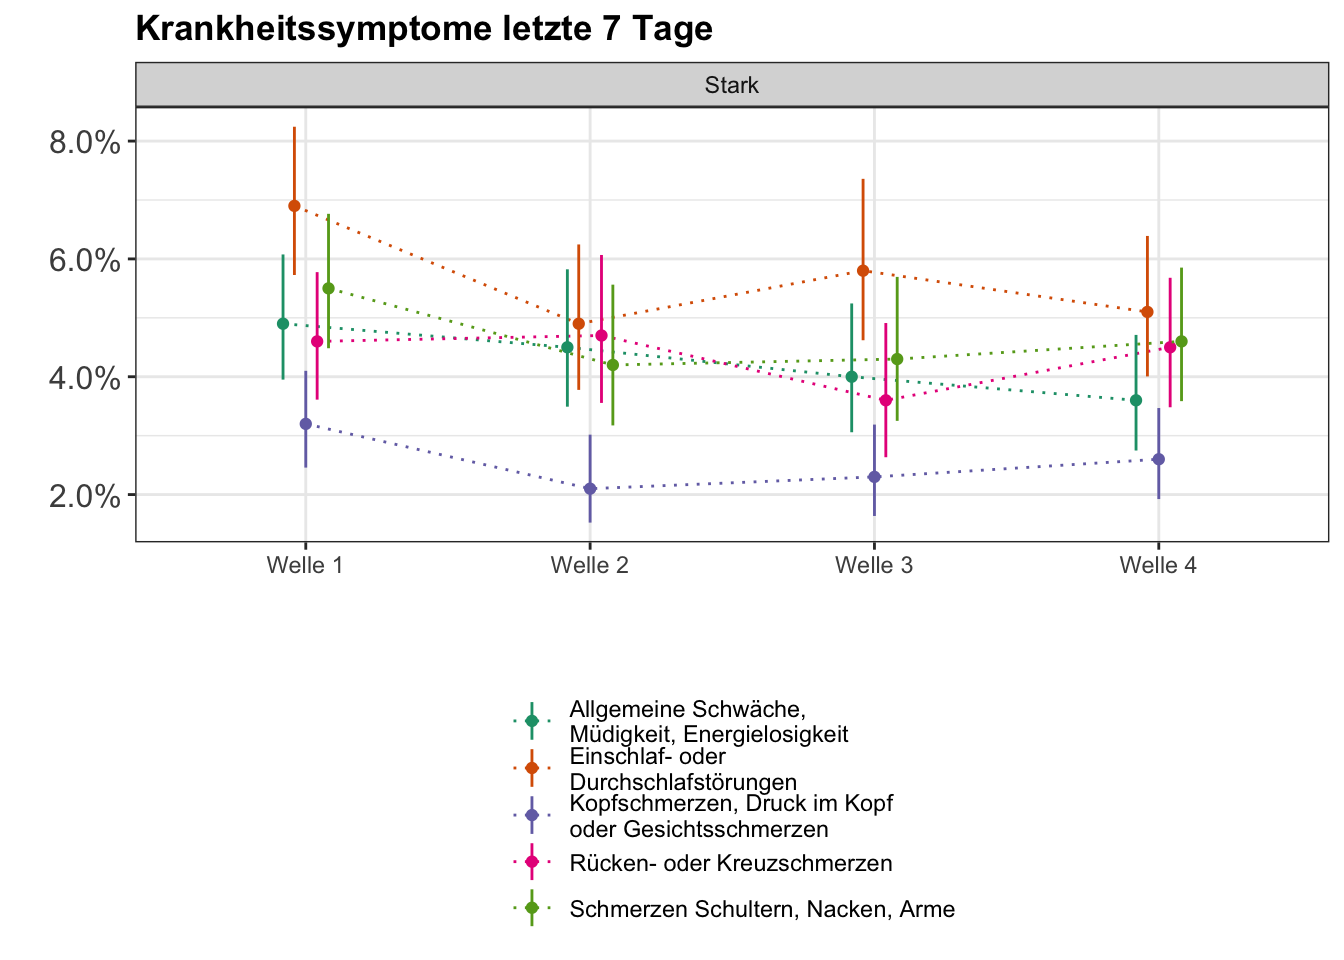 Krankheitssymptome letzte 7 Tage
Stark
8.0%
6.0%
4.0%
2.0%
Welle 1 Welle 2 Welle 3 Welle 4
Allgemeine Schwäche,
Müdigkeit, Energielosigkeit
Einschlaf- oder
Durchschlafstörungen
Kopfschmerzen, Druck im Kopf
oder Gesichtsschmerzen
Rücken- oder Kreuzschmerzen
Schmerzen Schultern, Nacken, Arme